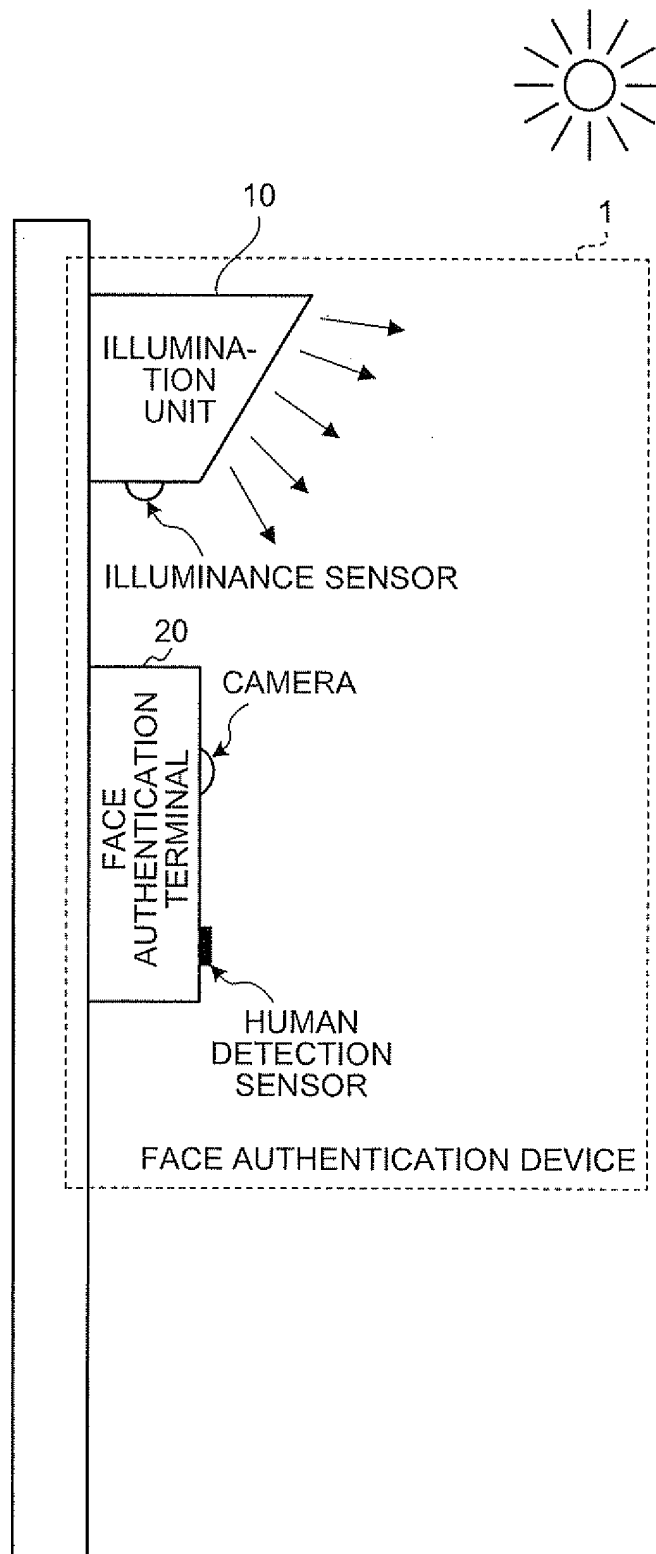 10
1
ILLUMINA-
TION
UNIT
ILLUMINANCE SENSOR
20
CAMERA
FACE
AUTHENTICATION
TERMINAL
HUMAN
DETECTION
SENSOR
FACE AUTHENTICATION DEVICE